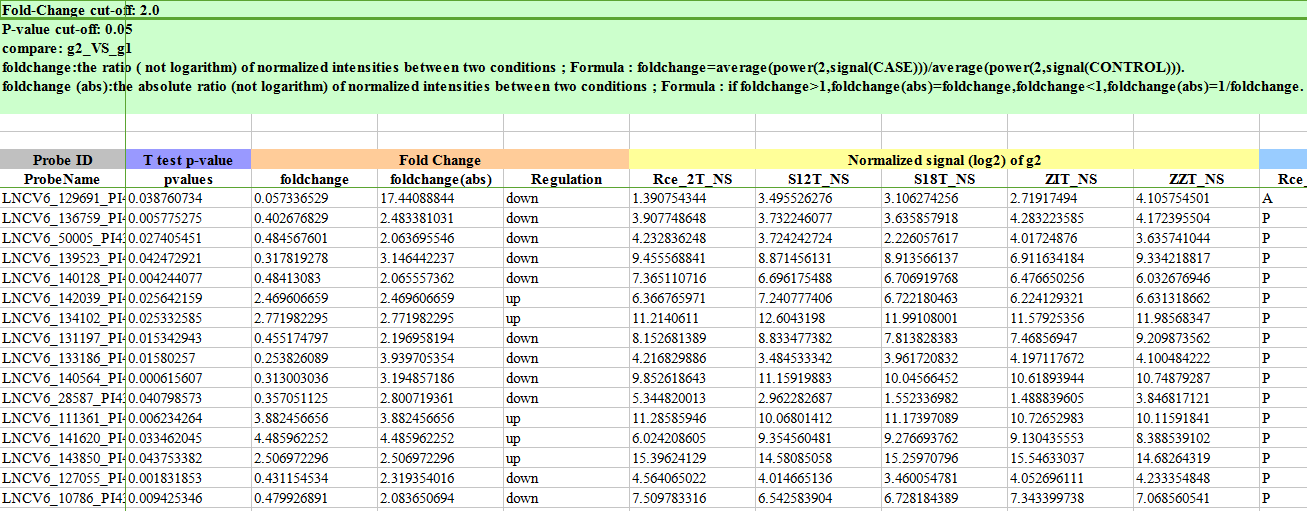 Fold-Change cut-off: 2.0
P-value cut-off: 0.05
compare: g2_VS_g1
foldchange:the ratio ( not logarithm) of normalized intensities between two conditions ; Formula : foldchange=average(power(2,signal(CASE)))/average(power(2,signal(CONTROL))).
foldchange (abs):the absolute ratio (not logarithm) of normalized intensities between two conditions ; Formula : if foldchange>1,foldchange(abs)=foldchange,foldchange<1,foldchange(abs)=1/foldchange.
Probe ID T test p-value Fold Change Normalized signal (log2) of g2
ProbeName pvalues foldchange foldchange(abs) Regulation Rce_2T_NS S12T_NS S18T_NS ZIT_NS ZZT_NS Rce_
LNCV6_129691_PI4 0.038760734 0.057336529 17.44088844 down 1.390754344 3.495526276 3.106274256 2.71917494 4.105754501 A
LNCV6_136759_PI4 0.005775275 0.402676829 2.483381031 down 3.907748648 3.732246077 3.635857918 4.283223585 4.172395504 P
LNCV6_50005_PI43 0.027405451 0.484567601 2.063695546 down 4.232836248 3.724242724 2.226057617 4.01724876 3.635741044 P
LNCV6_139523_PI4 0.042472921 0.317819278 3.146442237 down 9.455568841 8.871456131 8.913566137 6.911634184 9.334218817 P
LNCV6_140128_PI4 0.004244077 0.48413083 2.065557362 down 7.365110716 6.696175488 6.706919768 6.476650256 6.032676946 P
LNCV6_142039_PI4 0.025642159 2.469606659 2.469606659 up 6.366765971 7.240777406 6.722180463 6.224129321 6.631318662 P
LNCV6_134102_PI4 0.025332585 2.771982295 2.771982295 up 11.2140611 12.6043198 11.99108001 11.57925356 11.98568347 P
LNCV6_131197_PI4 0.015342943 0.455174797 2.196958194 down 8.152681389 8.833477382 7.813828383 7.46856947 9.209873562 P
LNCV6_133186_PI4 0.01580257 0.253826089 3.939705354 down 4.216829886 3.484533342 3.961720832 4.197117672 4.100484222 P
LNCV6_140564_PI4 0.000615607 0.313003036 3.194857186 down 9.852618643 11.15919883 10.04566452 10.61893944 10.74879287 P
LNCV6_28587_PI43 0.040798573 0.357051125 2.800719361 down 5.344820013 2.962282687 1.552336982 1.488839605 3.846817121 P
LNCV6_111361_PI4 0.006234264 3.882456656 3.882456656 up 11.28585946 10.06801412 11.17397089 10.72652983 10.11591841 P
LNCV6_141620_PI4 0.033462045 4.485962252 4.485962252 up 6.024208605 9.354560481 9.276693762 9.130435553 8.388539102 P
LNCV6_143850_PI4 0.043753382 2.506972296 2.506972296 up 15.39624129 14.58085058 15.25970796 15.54633037 14.68264319 P
LNCV6_127055_PI4 0.001831853 0.431154534 2.319354016 down 4.564065022 4.014665136 3.460054781 4.052696111 4.233354848 P
LNCV6_10786_PI43 0.009425346 0.479926891 2.083650694 down 7.509783316 6.542583904 6.728184389 7.343399738 7.068560541 P